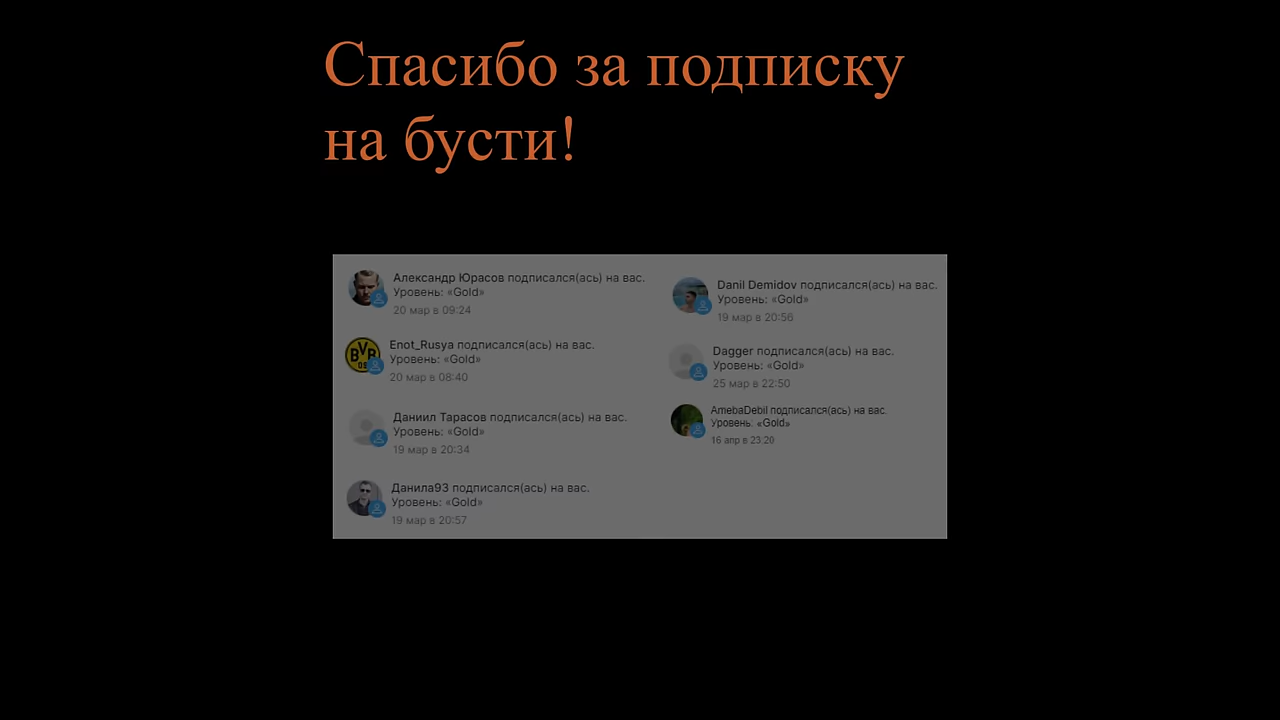 Спасибо за подписку
на бусти!
Александр Юрасов подписался(ась) на вас.
Уровень: «Gold»
20 мар в 09:24
Enot_Rusya подписался(ась) на вас.
Уровень: «Gold»
20 мар в 08:40
Даниил Тарасов подписался(ась) на вас.
Уровень: «Gold»
19 мар в 20:34
Данила93 подписался(ась) на вас.
Уровень: «Gold»
19 мар в 20:57
Danil Demidov подписался(ась) на вас.
Уровень: «Gold»
19 мар в 20:56
Dagger подписался(ась) на вас.
Уровень: «Gold»
25 мар в 22:50
AmebaDebil подписался(ась) на вас.
Уровень: «Gold»
16 апр в 23:20
BVB
09